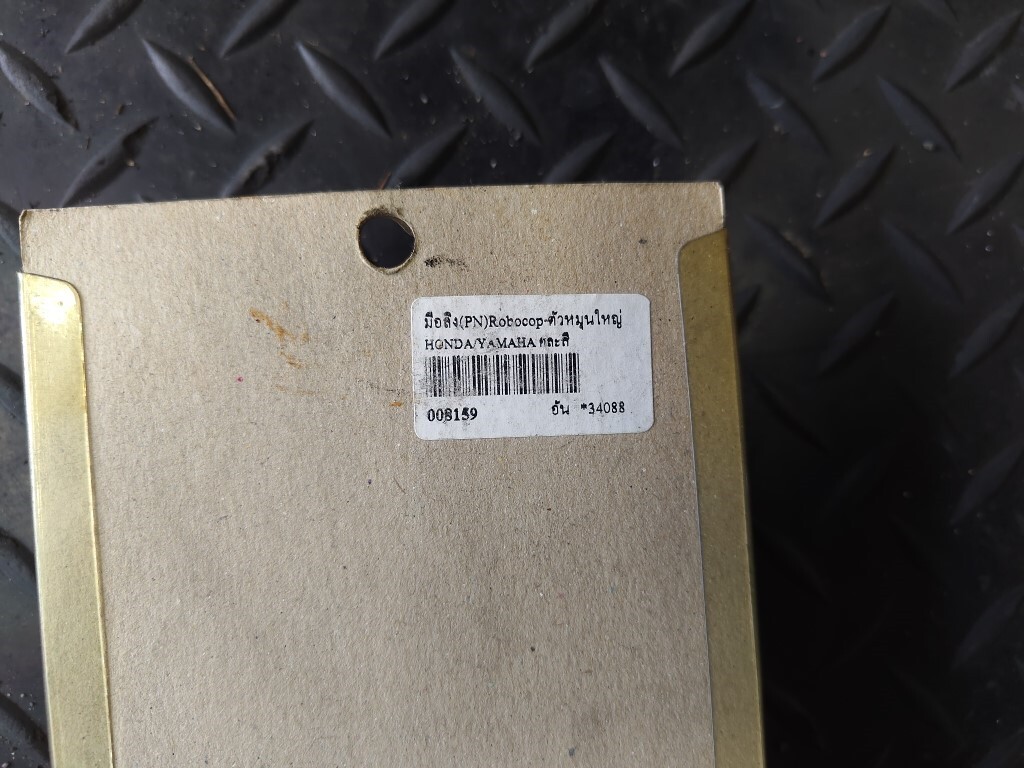 มือลิง(PN)Robocop-ตัวหมุนใหญ่
HONDA/YAMAHA คละสี
008159 อัน *34088